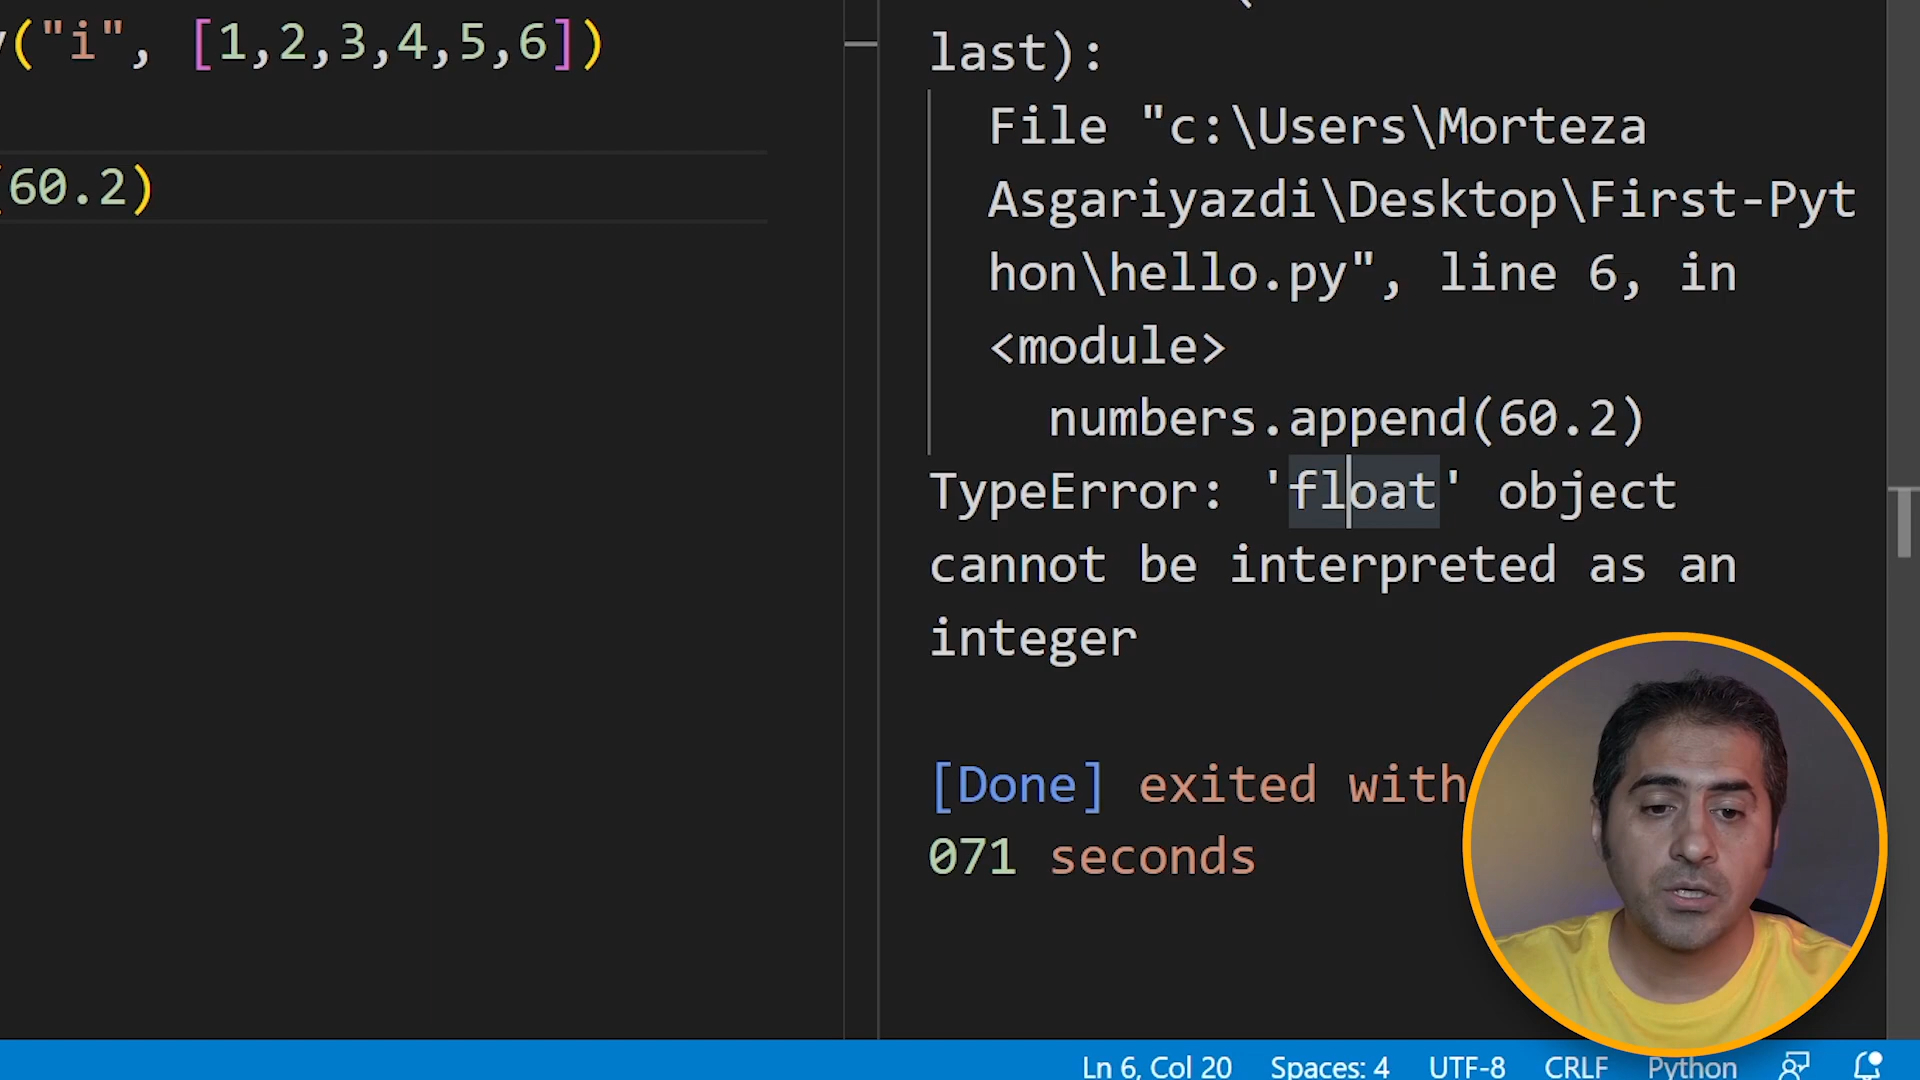 ("i", [1,2,3,4,5,6])
(60.2)
last):
File "c:\Users\Morteza
Asgariyazdi\Desktop\First-Pyt
hon\hello.py", line 6, in
<module>
numbers.append(60.2)
TypeError: 'float' object
cannot be interpreted as an
integer
[Done] exited with
071 seconds
Ln 6, Col 20 Spaces: 4 UTF-8 CRLF Python